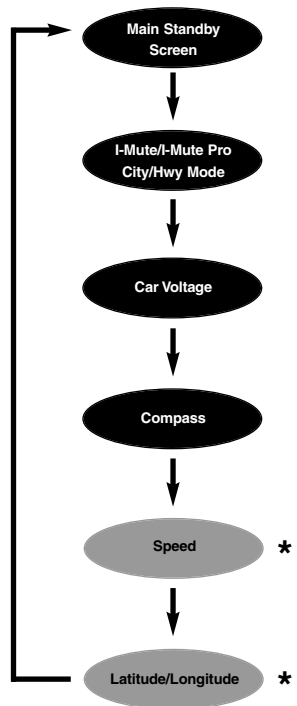 Main Standby
Screen
I-Mute/I-Mute Pro
City/Hwy Mode
Car Voltage
Compass
Speed
*
Latitude/Longitude
*